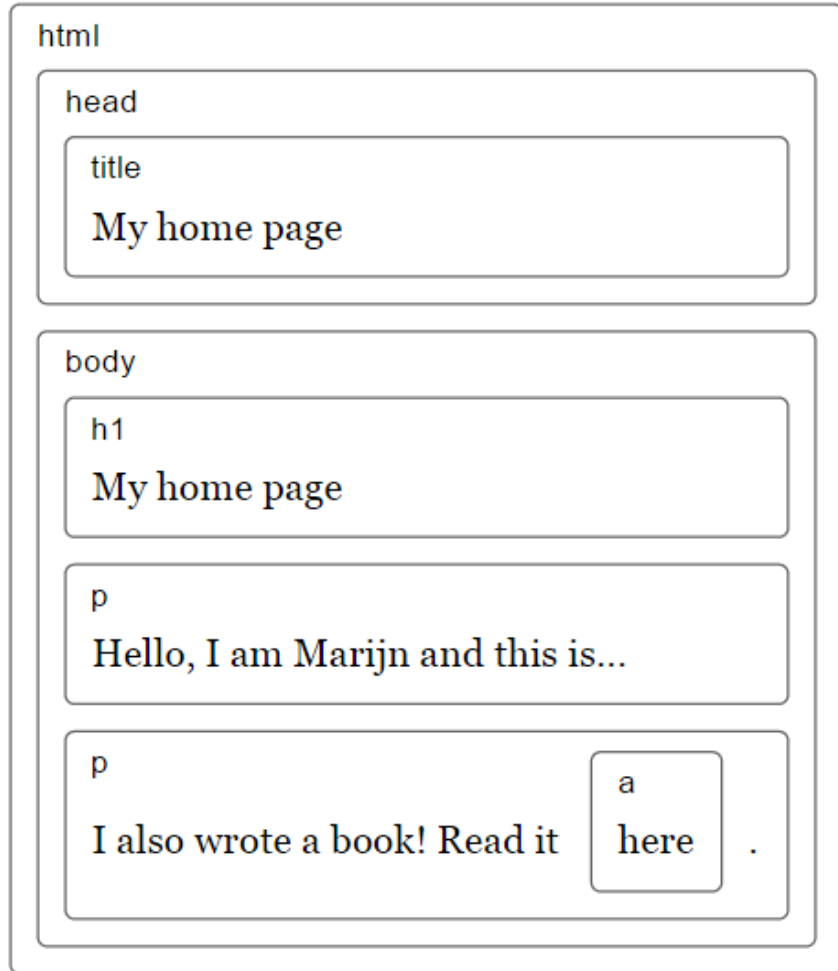 html
head
title
My home page
body
h1
My home page
p
Hello, I am Marijn and this is...
p
a
I also wrote a book! Read it here .